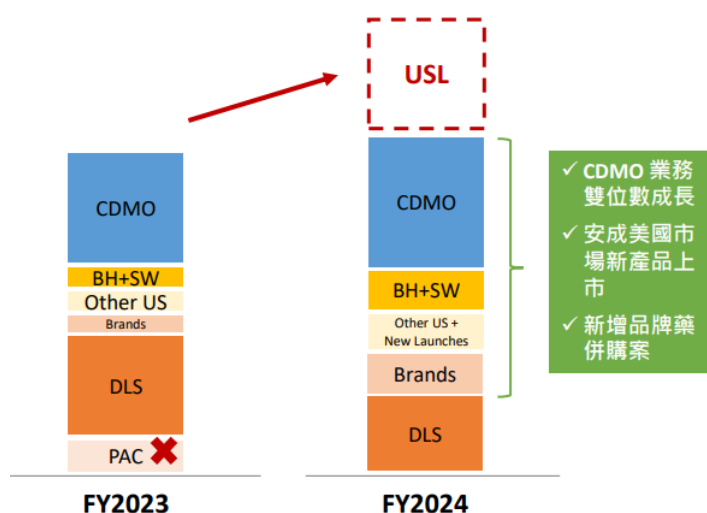 USL
CDMO
BH+SW
Other US
Brands
DLS
PAC
FY2023
CDMO
BH+SW
Other US +
New Launches
Brands
DLS
FY2024
✓ CDMO 業務
雙位數成長
✓ 安成美國市
場新產品上
市
✓ 新增品牌藥
併購案